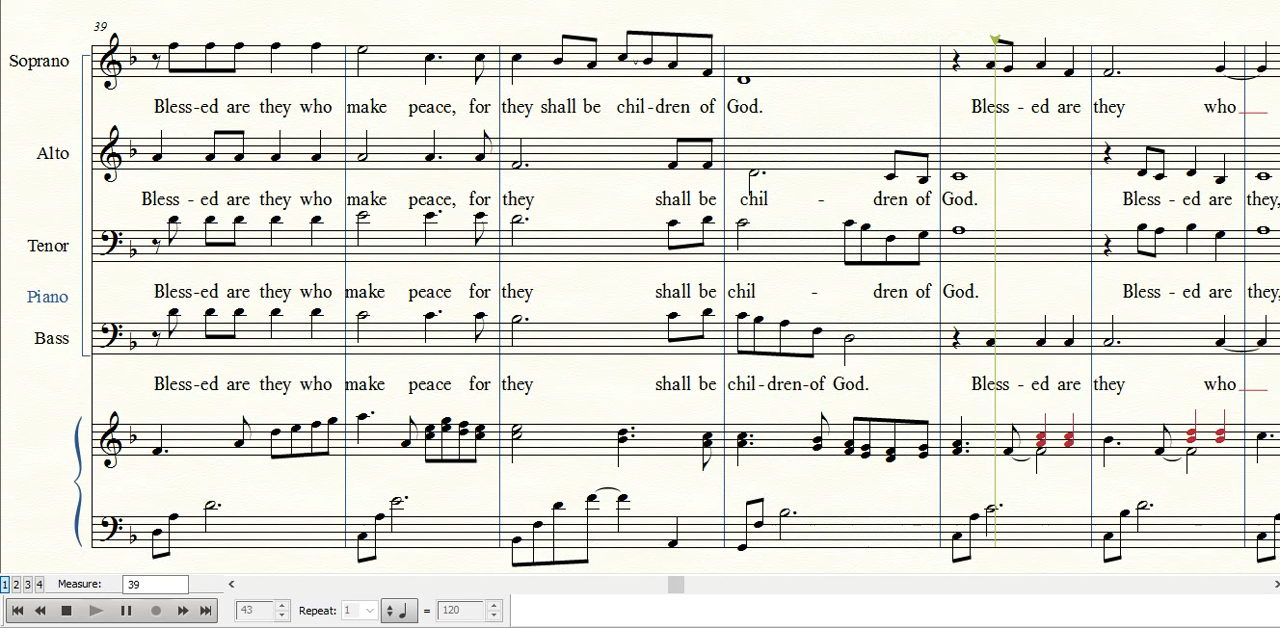 39
Soprano
Bless-ed are they who make peace, for they shall be chil-dren of God. Bless - ed are they who
Alto
Bless - ed are they who make peace, for they shall be chil - dren of God. Bless - ed are they,
Tenor
Bless-ed are they who make peace for they shall be chil - dren of God. Bless - ed are they,
Piano
Bass
Bless-ed are they who make peace for they shall be chil-dren-of God. Bless - ed are they who
1 2 3 4 Measure: 39
43 Repeat: 1 = 120